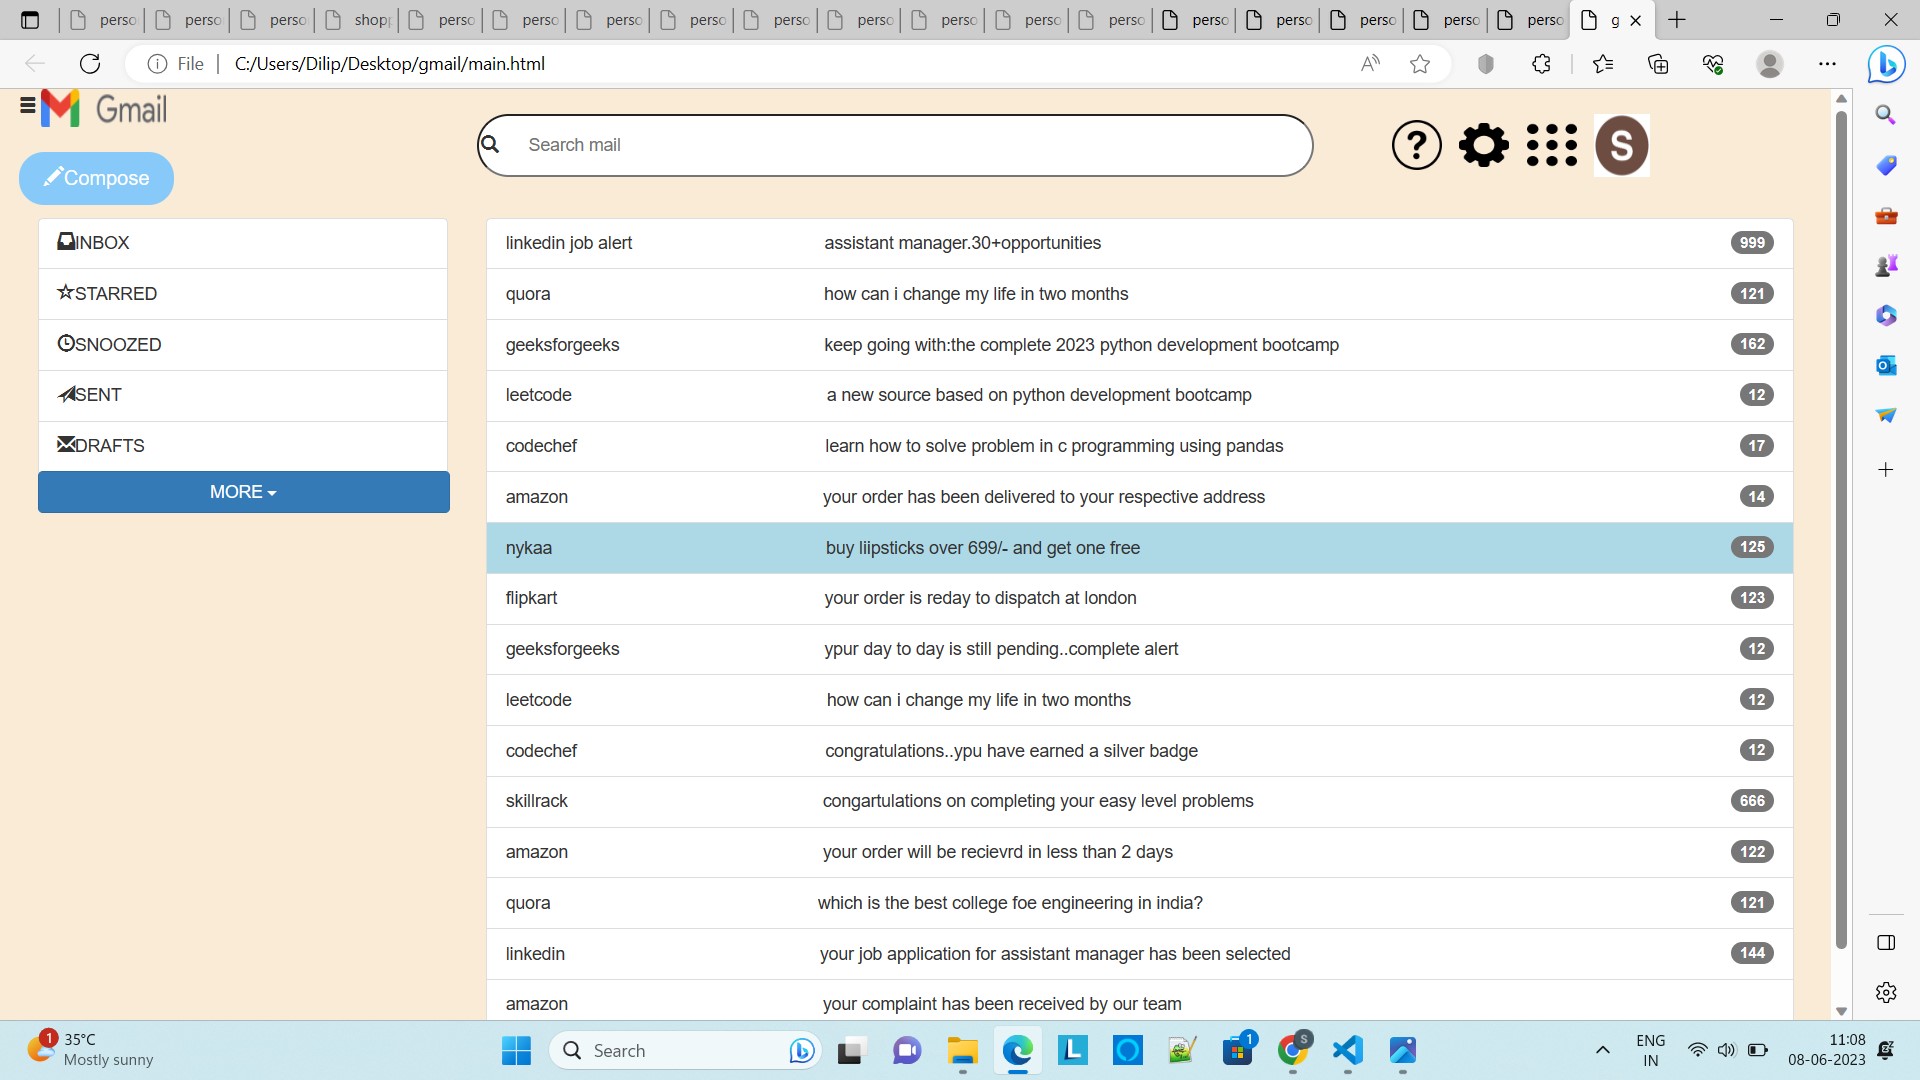 perso perso perso shopp perso perso perso perso perso perso perso perso perso perso perso perso perso perso g
File C:/Users/Dilip/Desktop/gmail/main.html
Gmail
Search mail
?
S
Compose
INBOX
STARRED
SNOOZED
SENT
DRAFTS
MORE
linkedin job alert assistant manager.30+opportunities 999
quora how can i change my life in two months 121
geeksforgeeks keep going with:the complete 2023 python development bootcamp 162
leetcode a new source based on python development bootcamp 12
codechef learn how to solve problem in c programming using pandas 17
amazon your order has been delivered to your respective address 14
nykaa buy liipsticks over 699/- and get one free 125
flipkart your order is reday to dispatch at london 123
geeksforgeeks ypur day to day is still pending..complete alert 12
leetcode how can i change my life in two months 12
codechef congratulations..ypu have earned a silver badge 12
skillrack congartulations on completing your easy level problems 666
amazon your order will be recievrd in less than 2 days 122
quora which is the best college foe engineering in india? 121
linkedin your job application for assistant manager has been selected 144
amazon your complaint has been received by our team
1
35°C
Mostly sunny
Search
L
1
S
ENG
IN
11:08
08-06-2023